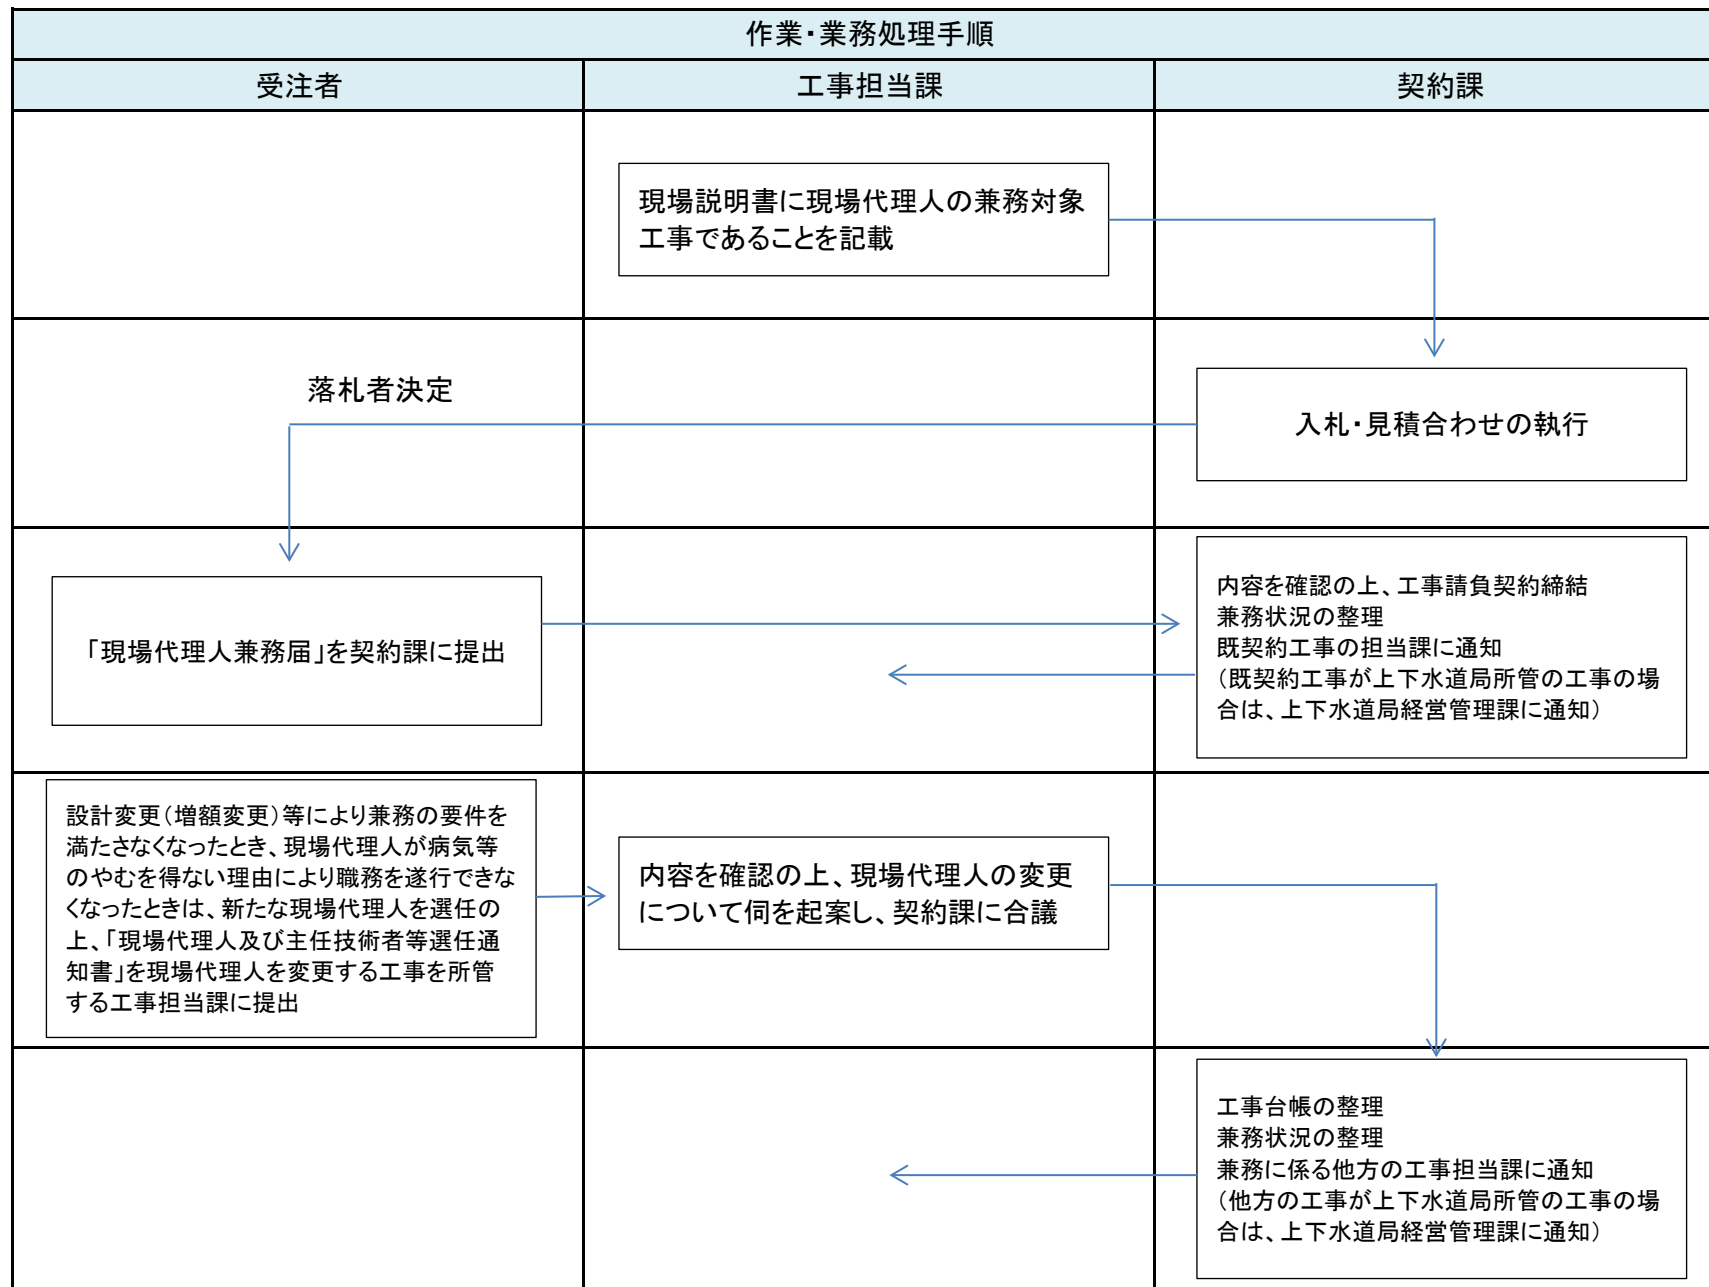 作業・業務処理手順
受注者
工事担当課
契約課
現場説明書に現場代理人の兼務対象
工事であることを記載
落札者決定
入札・見積合わせの執行
「現場代理人兼務届」を契約課に提出
内容を確認の上、工事請負契約締結
兼務状況の整理
既契約工事の担当課に通知
（既契約工事が上下水道局所管の工事の場
合は、上下水道局経営管理課に通知）
設計変更（増額変更）等により兼務の要件を
満たさなくなったとき、現場代理人が病気等
のやむを得ない理由により職務を遂行できな
くなったときは、新たな現場代理人を選任の
上、「現場代理人及び主任技術者等選任通
知書」を現場代理人を変更する工事を所管
する工事担当課に提出
内容を確認の上、現場代理人の変更
について伺を起案し、契約課に合議
工事台帳の整理
兼務状況の整理
兼務に係る他方の工事担当課に通知
（他方の工事が上下水道局所管の工事の場
合は、上下水道局経営管理課に通知）